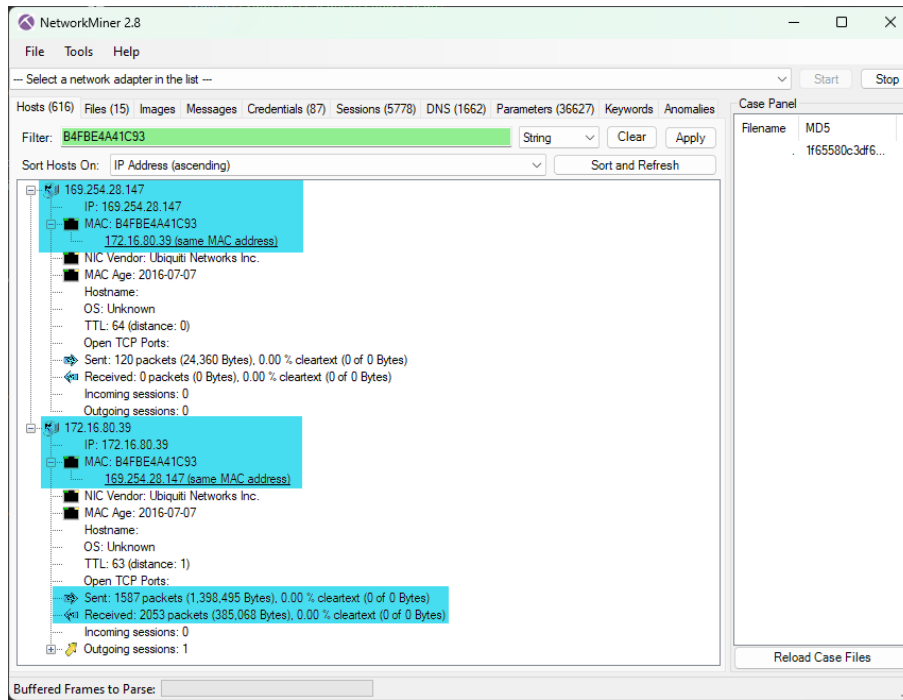 NetworkMiner 2.8
File Tools Help
--- Select a network adapter in the list --- Start Stop
Hosts (616) Files (15) Images Messages Credentials (87) Sessions (5778) DNS (1662) Parameters (36627) Keywords Anomalies
Case Panel
Filter: B4FBE4A41C93 String Clear Apply
Filename MD5
. 1f65580c3df6...
Sort Hosts On: IP Address (ascending) Sort and Refresh
169.254.28.147
IP: 169.254.28.147
MAC: B4FBE4A41C93
172.16.80.39 (same MAC address)
NIC Vendor: Ubiquiti Networks Inc.
MAC Age: 2016-07-07
Hostname:
OS: Unknown
TTL: 64 (distance: 0)
Open TCP Ports:
Sent: 120 packets (24,360 Bytes), 0.00 % cleartext (0 of 0 Bytes)
Received: 0 packets (0 Bytes), 0.00 % cleartext (0 of 0 Bytes)
Incoming sessions: 0
Outgoing sessions: 0
172.16.80.39
IP: 172.16.80.39
MAC: B4FBE4A41C93
169.254.28.147 (same MAC address)
NIC Vendor: Ubiquiti Networks Inc.
MAC Age: 2016-07-07
Hostname:
OS: Unknown
TTL: 63 (distance: 1)
Open TCP Ports:
Sent: 1587 packets (1,398,495 Bytes), 0.00 % cleartext (0 of 0 Bytes)
Received: 2053 packets (385,068 Bytes), 0.00 % cleartext (0 of 0 Bytes)
Incoming sessions: 0
Outgoing sessions: 1
Reload Case Files
Buffered Frames to Parse: